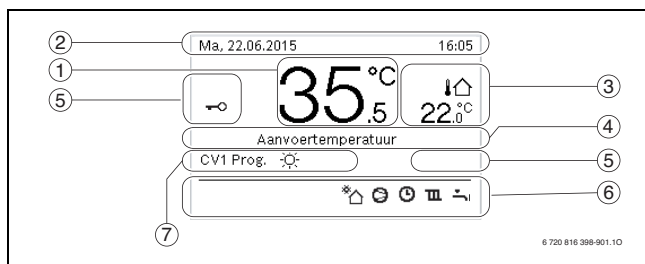 ② Ma, 22.06.2015 16:05
① 35.5 °C
⑤ 22.0 °C ③
Aanvoertemperatuur ④
CV1 Prog. ⑤
⑦ ⑥
6 720 816 398-901.1O